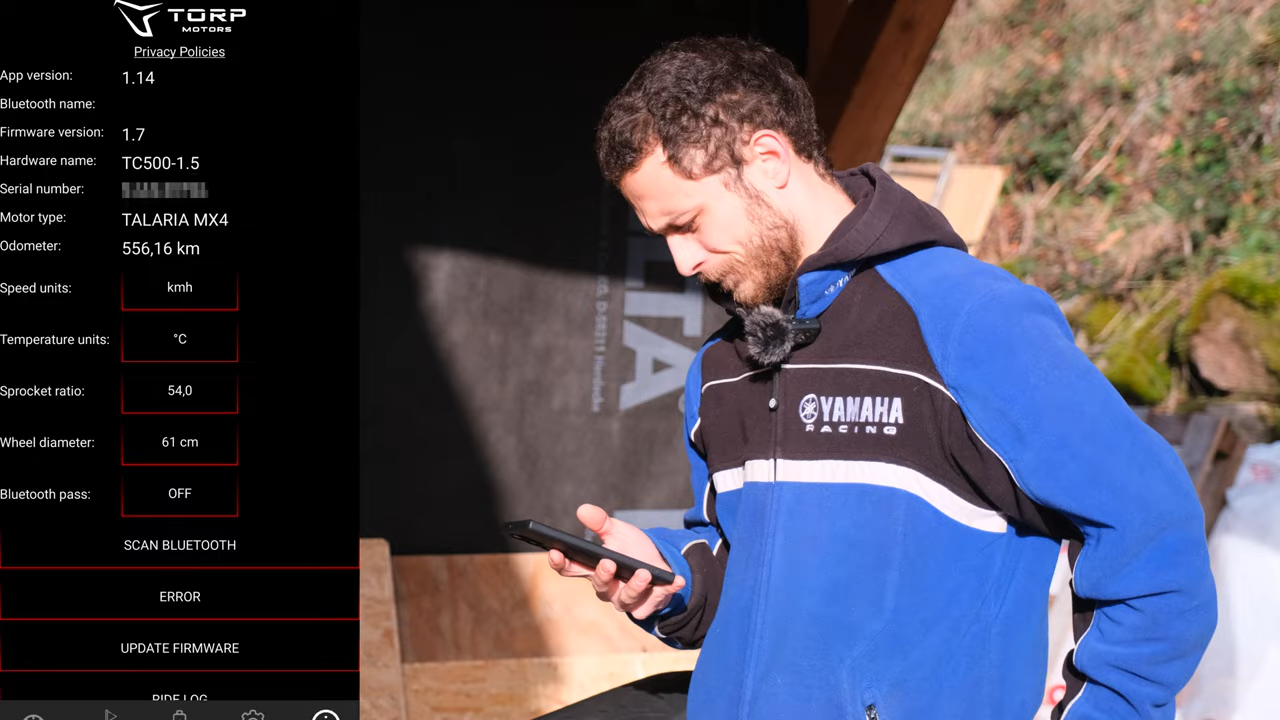 TORP
MOTORS
Privacy Policies
App version: 1.14
Bluetooth name:
Firmware version: 1.7
Hardware name: TC500-1.5
Serial number:
Motor type: TALARIA MX4
Odometer: 556,16 km
Speed units: kmh
Temperature units: °C
Sprocket ratio: 54,0
Wheel diameter: 61 cm
Bluetooth pass: OFF
SCAN BLUETOOTH
ERROR
UPDATE FIRMWARE
RIDE LOG
YAMAHA
RACING